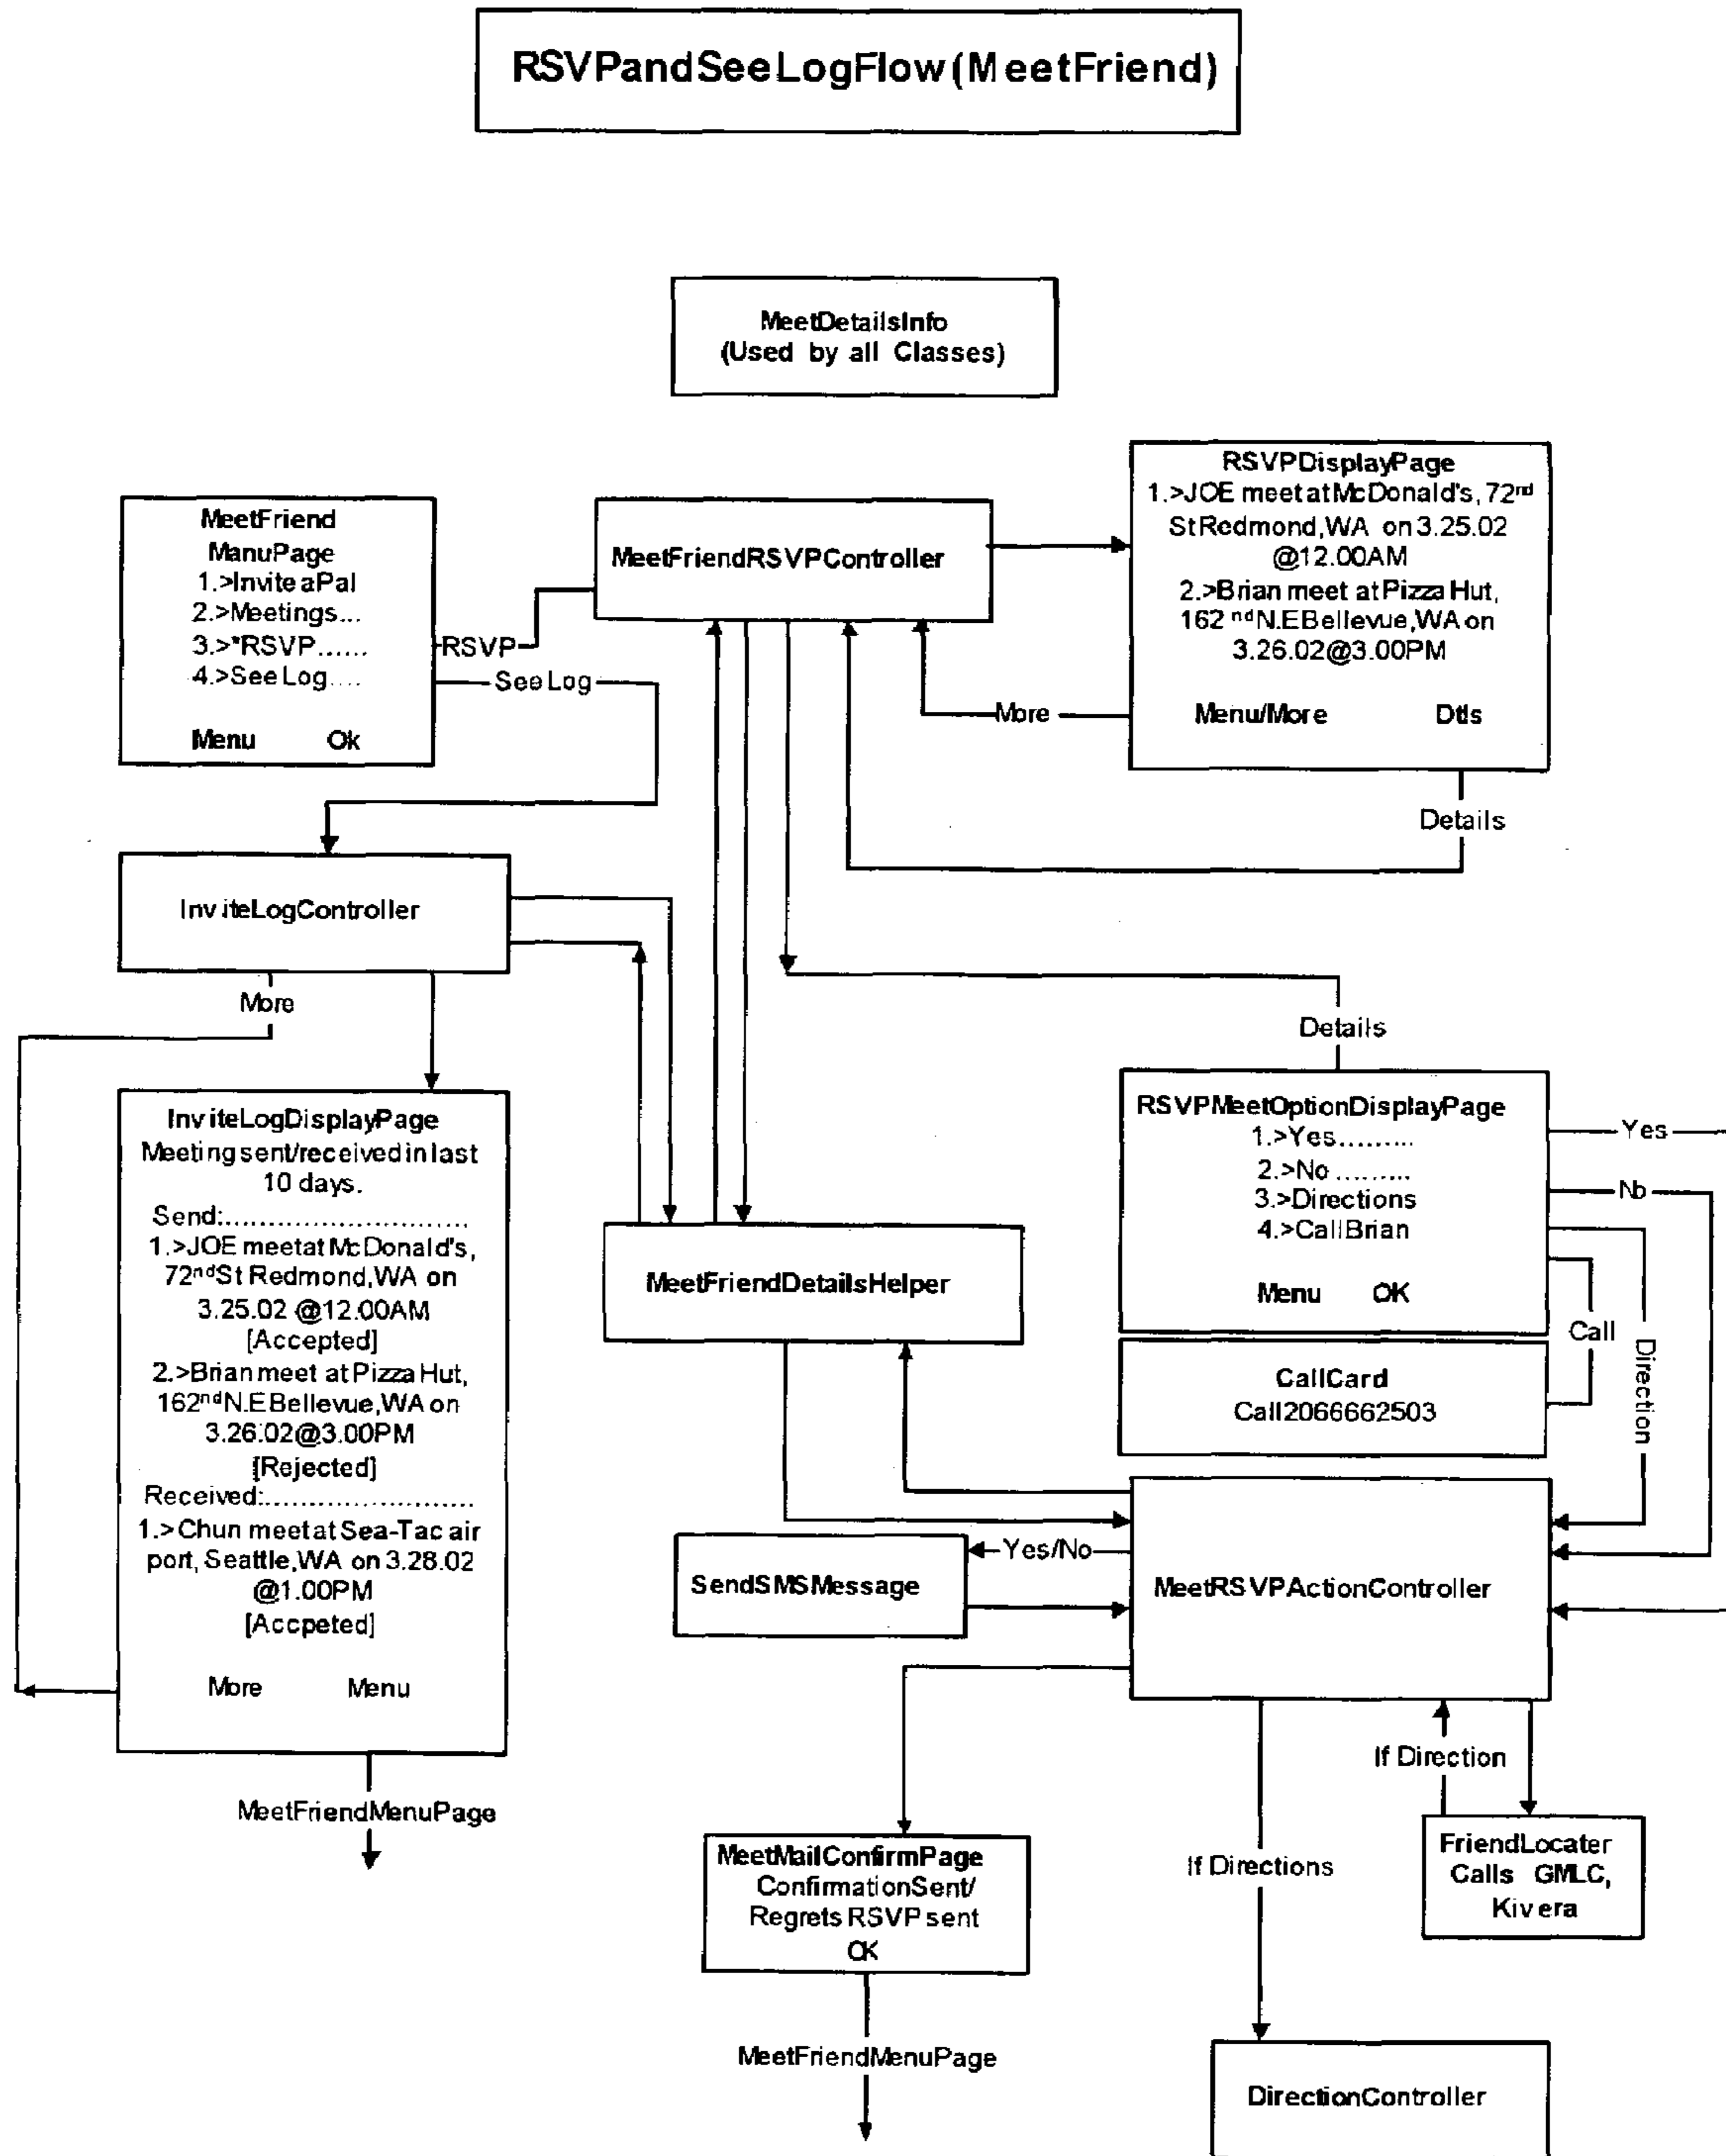 RSVPandSeeLogFlow(MeetFriend)
MeetDetailsInfo
(Used by all Classes)
MeetFriend
ManuPage
1.>InviteaPal
2.>Meetings...
3.>*RSVP......
4.>See Log....
Menu Ok
RSVP
See Log
MeetFriendRSVPController
RSVPDisplayPage
1.>JOE meet at McDonald's, 72nd
St Redmond, WA on 3.25.02
@12.00AM
2.>Brian meet at Pizza Hut,
162 nd N.E Bellevue, WA on
3.26.02@3.00PM
Menu/More Dtls
More
Details
InviteLogController
More
Details
InviteLogDisplayPage
Meeting sent/received in last
10 days.
Send:............................
1.>JOE meet at McDonald's,
72nd St Redmond, WA on
3.25.02 @12.00AM
[Accepted]
2.>Brian meet at Pizza Hut,
162nd N.E Bellevue, WA on
3.26.02@3.00PM
[Rejected]
Received:........................
1.>Chun meet at Sea-Tac air
port, Seattle, WA on 3.28.02
@1.00PM
[Accpeted]
More Menu
MeetFriendMenuPage
MeetFriendDetailsHelper
RSVPMeetOptionDisplayPage
1.>Yes.........
2.>No .........
3.>Directions
4.>CallBrian
Menu OK
Yes
No
Call
Direction
CallCard
Call2066662503
SendSMSMessage
Yes/No
MeetRSVPActionController
MeetMailConfirmPage
ConfirmationSent/
Regrets RSVP sent
OK
MeetFriendMenuPage
If Directions
If Direction
FriendLocater
Calls GMLC,
Kivera
DirectionController